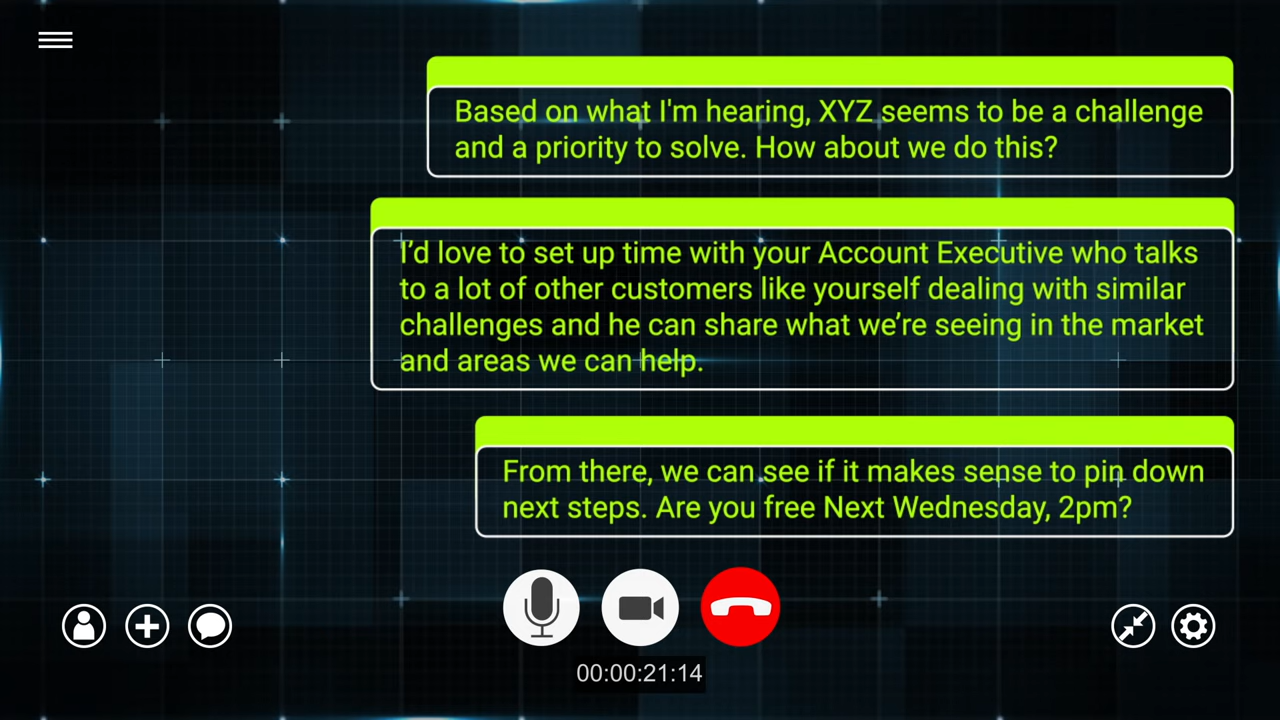 Based on what I'm hearing, XYZ seems to be a challenge
and a priority to solve. How about we do this?
I’d love to set up time with your Account Executive who talks
to a lot of other customers like yourself dealing with similar
challenges and he can share what we’re seeing in the market
and areas we can help.
From there, we can see if it makes sense to pin down
next steps. Are you free Next Wednesday, 2pm?
00:00:21:14